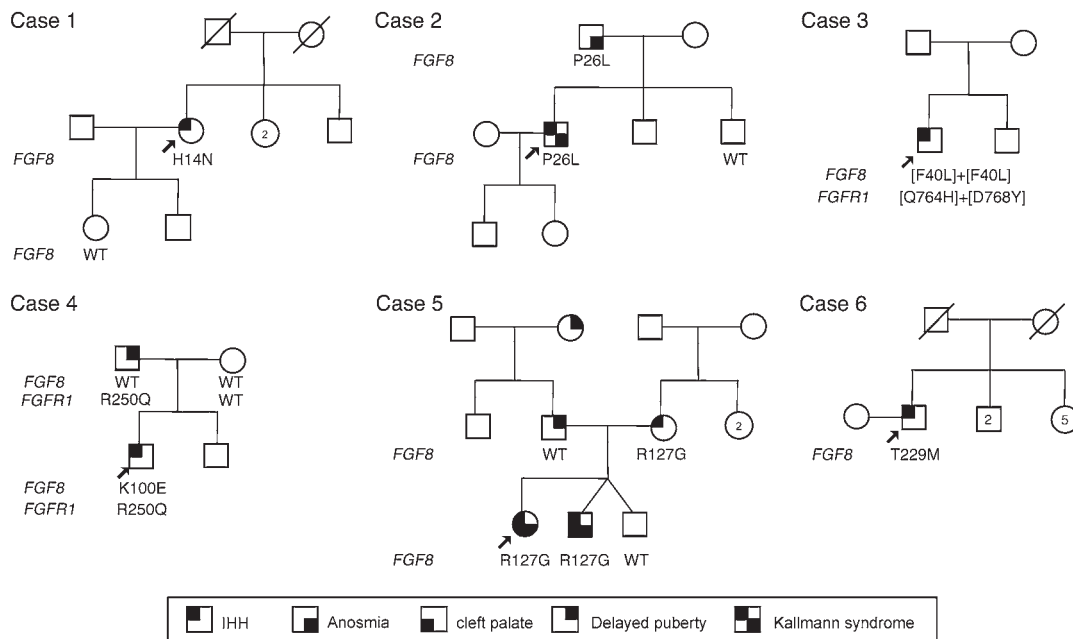 Case 1
Case 2
Case 3
FGF8
P26L
2
FGF8
H14N
FGF8
P26L
WT
FGF8
[F40L]+[F40L]
FGFR1
[Q764H]+[D768Y]
FGF8
WT
Case 4
Case 5
Case 6
FGF8
WT
WT
FGFR1
R250Q
WT
2
2
5
FGF8
WT
R127G
FGF8
T229M
FGF8
K100E
FGFR1
R250Q
FGF8
R127G
R127G
WT
IHH
Anosmia
cleft palate
Delayed puberty
Kallmann syndrome